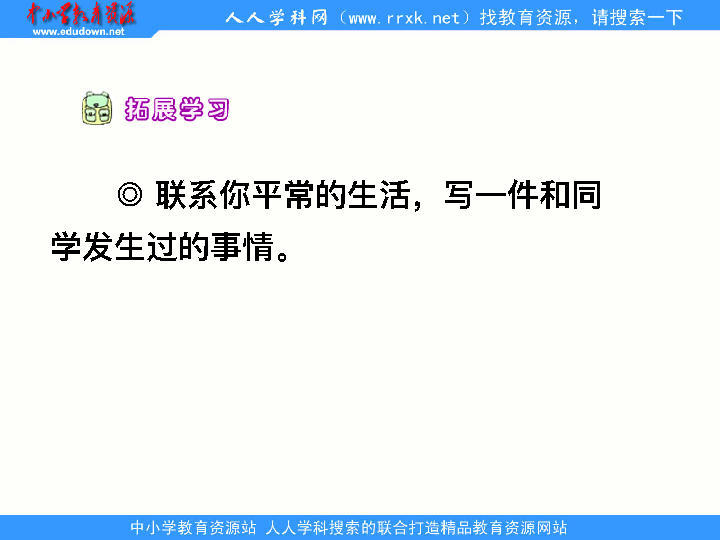 中小学教育资源
www.edudown.net
人人学科网（www.rrxk.net）找教育资源，请搜索一下
拓展学习
◎ 联系你平常的生活，写一件和同
学发生过的事情。
中小学教育资源站 人人学科搜索的联合打造精品教育资源网站